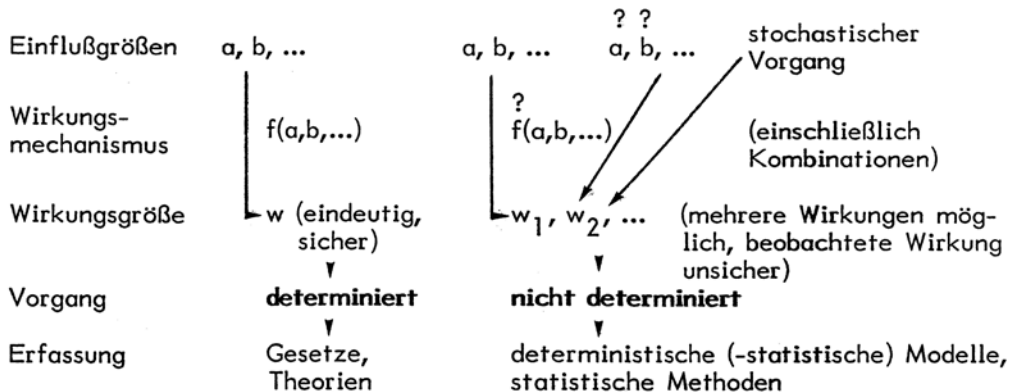 ? ?
Einflußgrößen a, b, ... a, b, ... a, b, ... stochastischer
Vorgang
?
Wirkungs-
mechanismus f(a,b,...) f(a,b,...) (einschließlich
Kombinationen)
Wirkungsgröße w (eindeutig, w1, w2, ... (mehrere Wirkungen mög-
sicher) lich, beobachtete Wirkung
unsicher)
Vorgang determiniert nicht determiniert
Erfassung Gesetze, deterministische (-statistische) Modelle,
Theorien statistische Methoden